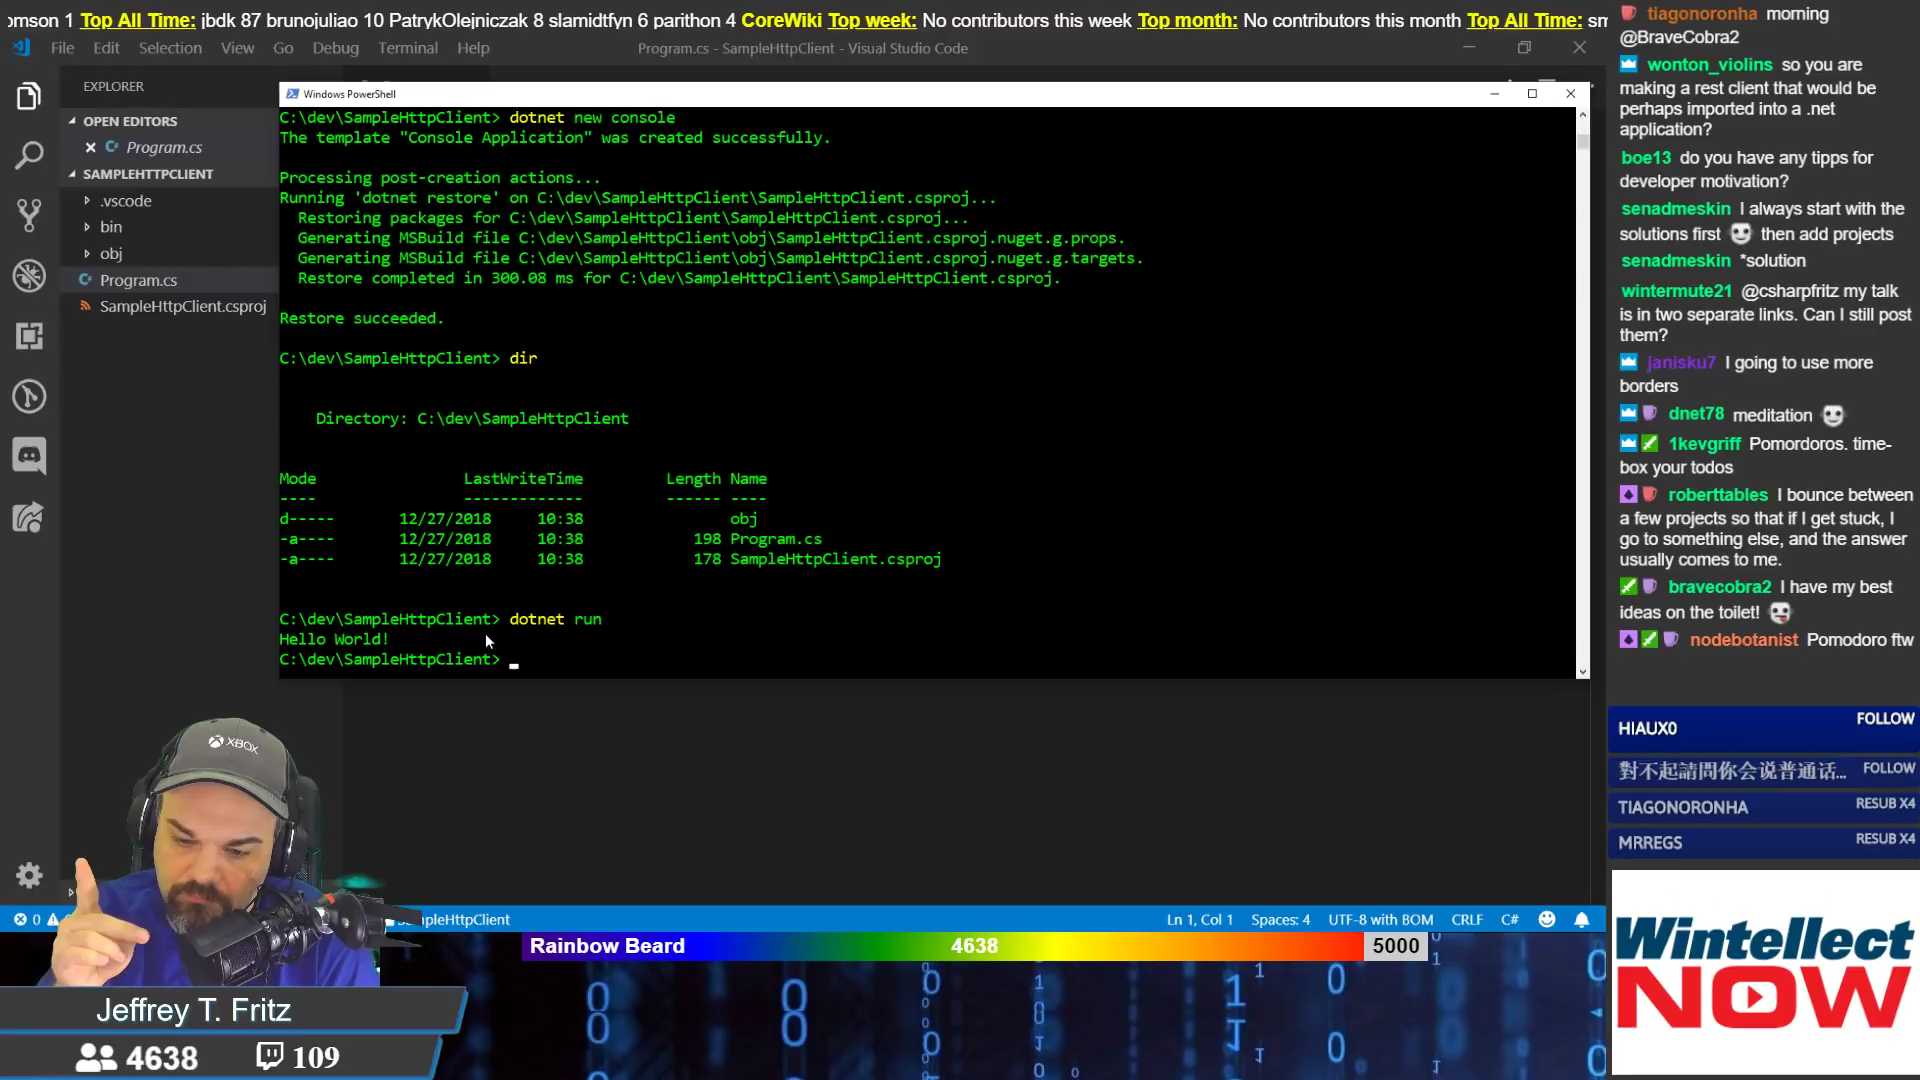 omson 1 Top All Time: jbdk 87 brunojuliao 10 PatrykOlejniczak 8 slamidtfyn 6 parithon 4 CoreWiki Top week: No contributors this week Top month: No contributors this month Top All Time: sm
File Edit Selection View Go Debug Terminal Help
Program.cs - SampleHttpClient - Visual Studio Code
EXPLORER
OPEN EDITORS
Program.cs
SAMPLEHTTPCLIENT
.vscode
bin
obj
Program.cs
SampleHttpClient.csproj
Windows PowerShell
C:\dev\SampleHttpClient> dotnet new console
The template "Console Application" was created successfully.
Processing post-creation actions...
Running 'dotnet restore' on C:\dev\SampleHttpClient\SampleHttpClient.csproj...
Restoring packages for C:\dev\SampleHttpClient\SampleHttpClient.csproj...
Generating MSBuild file C:\dev\SampleHttpClient\obj\SampleHttpClient.csproj.nuget.g.props.
Generating MSBuild file C:\dev\SampleHttpClient\obj\SampleHttpClient.csproj.nuget.g.targets.
Restore completed in 300.08 ms for C:\dev\SampleHttpClient\SampleHttpClient.csproj.
Restore succeeded.
C:\dev\SampleHttpClient> dir
Directory: C:\dev\SampleHttpClient
Mode LastWriteTime Length Name
---- ------------- ------ ----
d----- 12/27/2018 10:38 obj
-a---- 12/27/2018 10:38 198 Program.cs
-a---- 12/27/2018 10:38 178 SampleHttpClient.csproj
C:\dev\SampleHttpClient> dotnet run
Hello World!
C:\dev\SampleHttpClient> _
tiagonoronha morning
@BraveCobra2
wonton_violins so you are
making a rest client that would be
perhaps imported into a .net
application?
boe13 do you have any tipps for
developer motivation?
senadmeskin I always start with the
solutions first then add projects
senadmeskin *solution
wintermute21 @csharpfritz my talk
is in two separate links. Can I still post
them?
janisku7 I going to use more
borders
dnet78 meditation
1kevgriff Pomordoros. time-
box your todos
roberttables I bounce between
a few projects so that if I get stuck, I
go to something else, and the answer
usually comes to me.
bravecobra2 I have my best
ideas on the toilet!
nodebotanist Pomodoro ftw
HIAUX0 FOLLOW
對不起請問你会说普通话... FOLLOW
TIAGONORONHA RESUB X4
MRREGS RESUB X4
Wintellect
NOW
XBOX
0
mpleHttpClient
Ln 1, Col 1 Spaces: 4 UTF-8 with BOM CRLF C#
Rainbow Beard 4638 5000
Jeffrey T. Fritz
4638 109